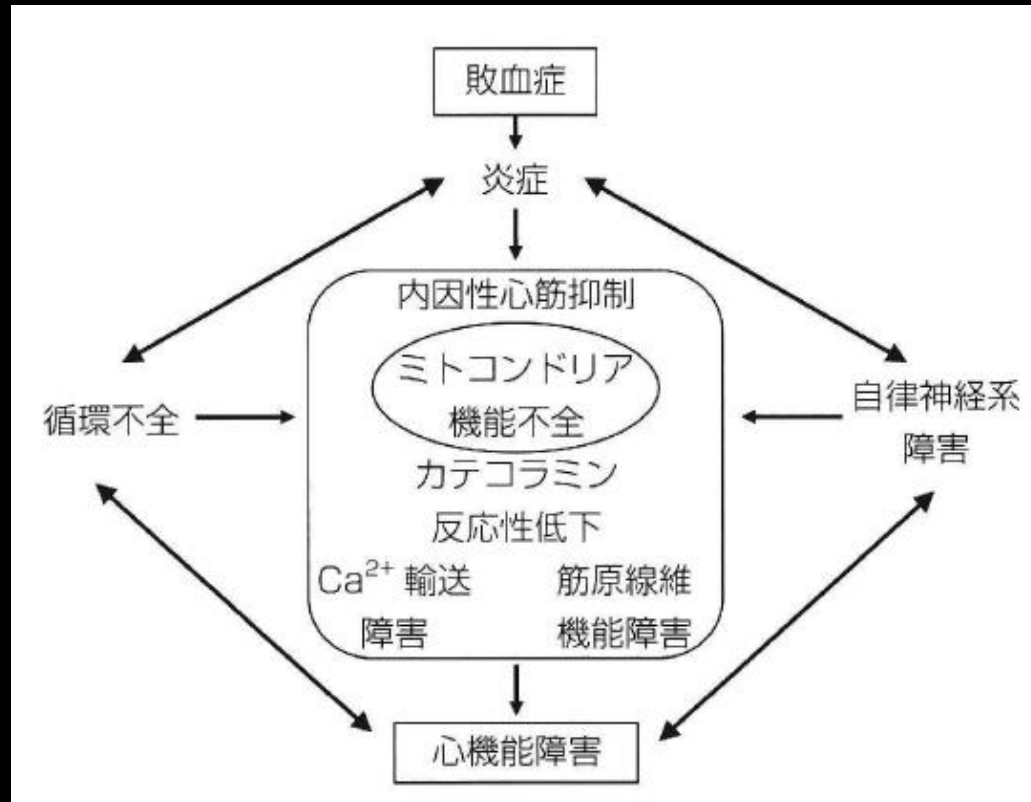 敗血症
炎症
内因性心筋抑制
ミトコンドリア
機能不全
循環不全
自律神経系
障害
カテコラミン
反応性低下
Ca²⁺ 輸送
障害
筋原線維
機能障害
心機能障害